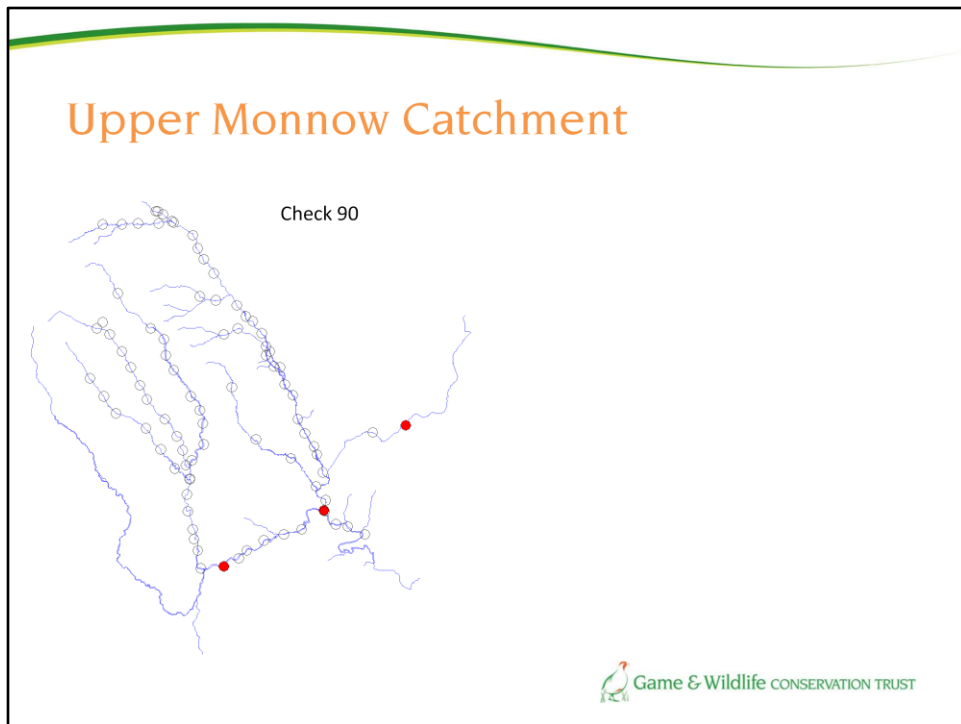 Upper Monnow Catchment
Check 90
Game & Wildlife CONSERVATION TRUST